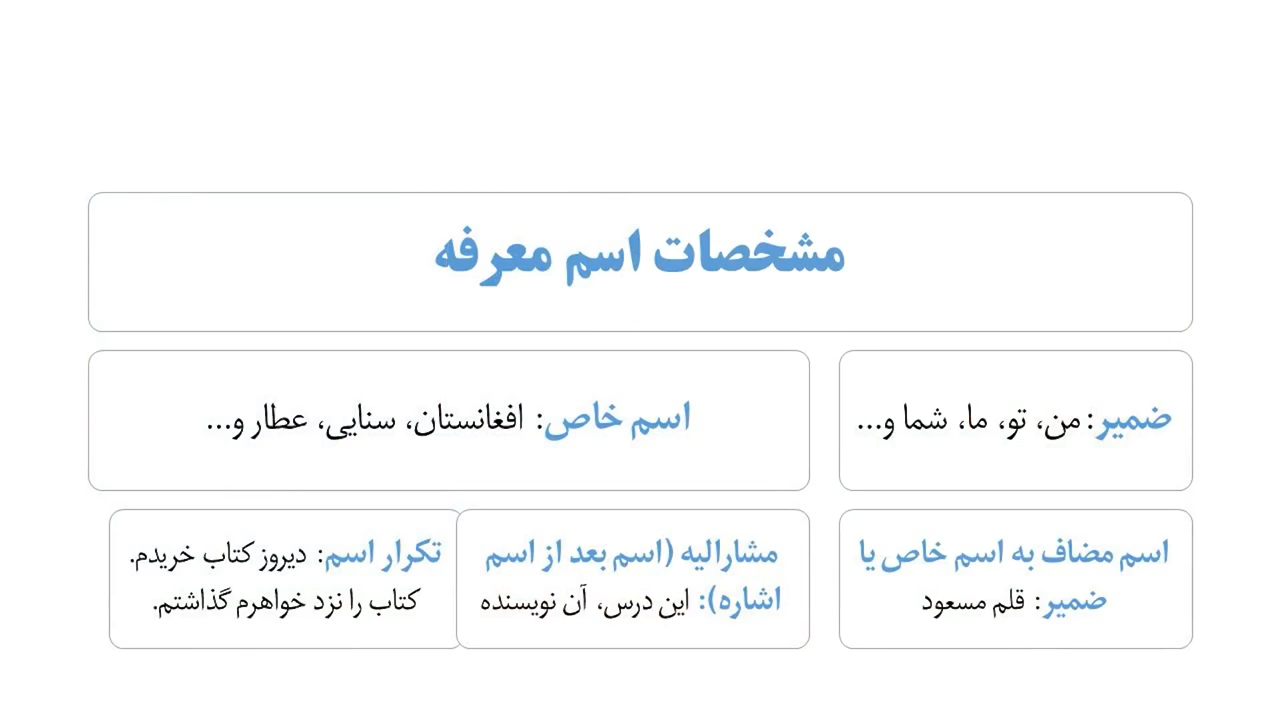 مشخصات اسم معرفه
ضمیر: من، تو، ما، شما و...
اسم خاص: افغانستان، سنایی، عطار و...
اسم مضاف به اسم خاص یا
ضمیر: قلم مسعود
مشارالیه (اسم بعد از اسم
اشاره): این درس، آن نویسنده
تکرار اسم: دیروز کتاب خریدم.
کتاب را نزد خواهرم گذاشتم.